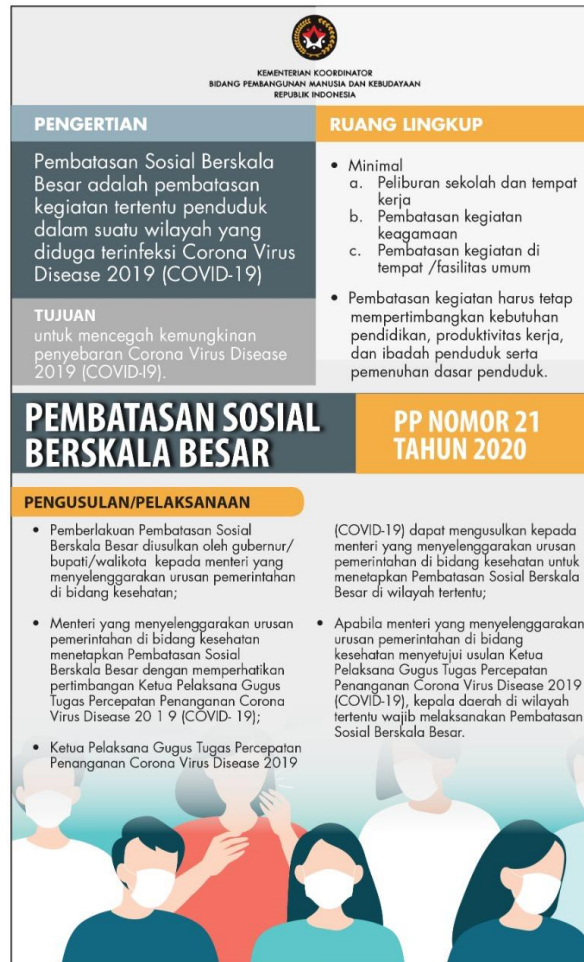 KEMENTERIAN KOORDINATOR
BIDANG PEMBANGUNAN MANUSIA DAN KEBUDAYAAN
REPUBLIK INDONESIA
PENGERTIAN
Pembatasan Sosial Berskala
Besar adalah pembatasan
kegiatan tertentu penduduk
dalam suatu wilayah yang
diduga terinfeksi Corona Virus
Disease 2019 (COVID-19)
TUJUAN
untuk mencegah kemungkinan
penyebaran Corona Virus Disease
2019 (COVID-I9).
RUANG LINGKUP
• Minimal
a. Peliburan sekolah dan tempat
kerja
b. Pembatasan kegiatan
keagamaan
c. Pembatasan kegiatan di
tempat /fasilitas umum
• Pembatasan kegiatan harus tetap
mempertimbangkan kebutuhan
pendidikan, produktivitas kerja,
dan ibadah penduduk serta
pemenuhan dasar penduduk.
PEMBATASAN SOSIAL
BERSKALA BESAR
PP NOMOR 21
TAHUN 2020
PENGUSULAN/PELAKSANAAN
• Pemberlakuan Pembatasan Sosial
Berskala Besar diusulkan oleh gubernur/
bupati/walikota kepada menteri yang
menyelenggarakan urusan pemerintahan
di bidang kesehatan;
• Menteri yang menyelenggarakan urusan
pemerintahan di bidang kesehatan
menetapkan Pembatasan Sosial
Berskala Besar dengan memperhatikan
pertimbangan Ketua Pelaksana Gugus
Tugas Percepatan Penanganan Corona
Virus Disease 20 1 9 (COVID- 19);
• Ketua Pelaksana Gugus Tugas Percepatan
Penanganan Corona Virus Disease 2019
(COVID-19) dapat mengusulkan kepada
menteri yang menyelenggarakan urusan
pemerintahan di bidang kesehatan untuk
menetapkan Pembatasan Sosial Berskala
Besar di wilayah tertentu;
• Apabila menteri yang menyelenggarakan
urusan pemerintahan di bidang
kesehatan menyetujui usulan Ketua
Pelaksana Gugus Tugas Percepatan
Penanganan Corona Virus Disease 2019
(COVID-19), kepala daerah di wilayah
tertentu wajib melaksanakan Pembatasan
Sosial Berskala Besar.